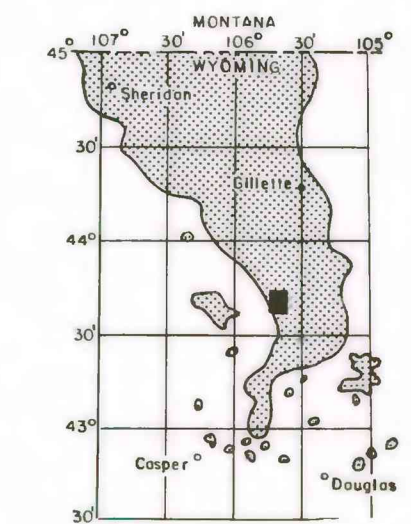 MONTANA
107° 30' 106° 30' 105°
45°
WYOMING
Sheridan
30'
Gillette
44°
30'
43°
Casper
Douglas
30'